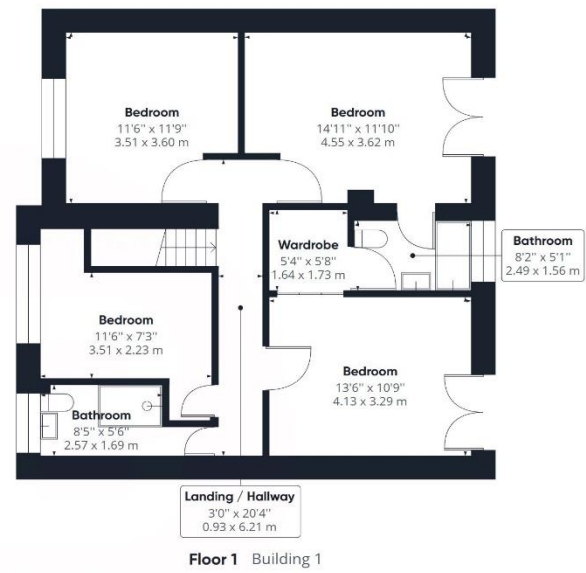 Bedroom
11'6" x 11'9"
3.51 x 3.60 m
Bedroom
14'11" x 11'10"
4.55 x 3.62 m
Wardrobe
5'4" x 5'8"
1.64 x 1.73 m
Bathroom
8'2" x 5'1"
2.49 x 1.56 m
Bedroom
11'6" x 7'3"
3.51 x 2.23 m
Bedroom
13'6" x 10'9"
4.13 x 3.29 m
Bathroom
8'5" x 5'6"
2.57 x 1.69 m
Landing / Hallway
3'0" x 20'4"
0.93 x 6.21 m
Floor 1 Building 1